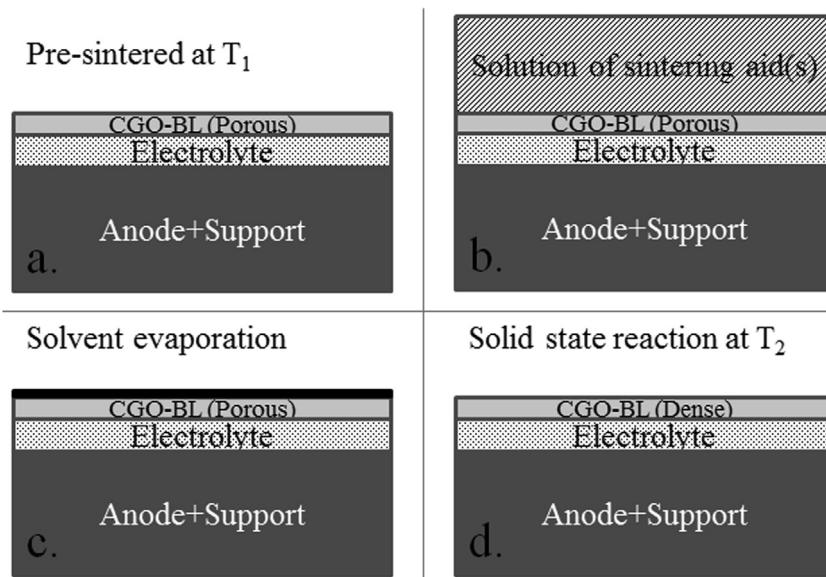 Pre-sintered at T1
CGO-BL (Porous)
Electrolyte
Anode+Support
a.
Solution of sintering aid(s)
CGO-BL (Porous)
Electrolyte
Anode+Support
b.
Solvent evaporation
CGO-BL (Porous)
Electrolyte
Anode+Support
c.
Solid state reaction at T2
CGO-BL (Dense)
Electrolyte
Anode+Support
d.